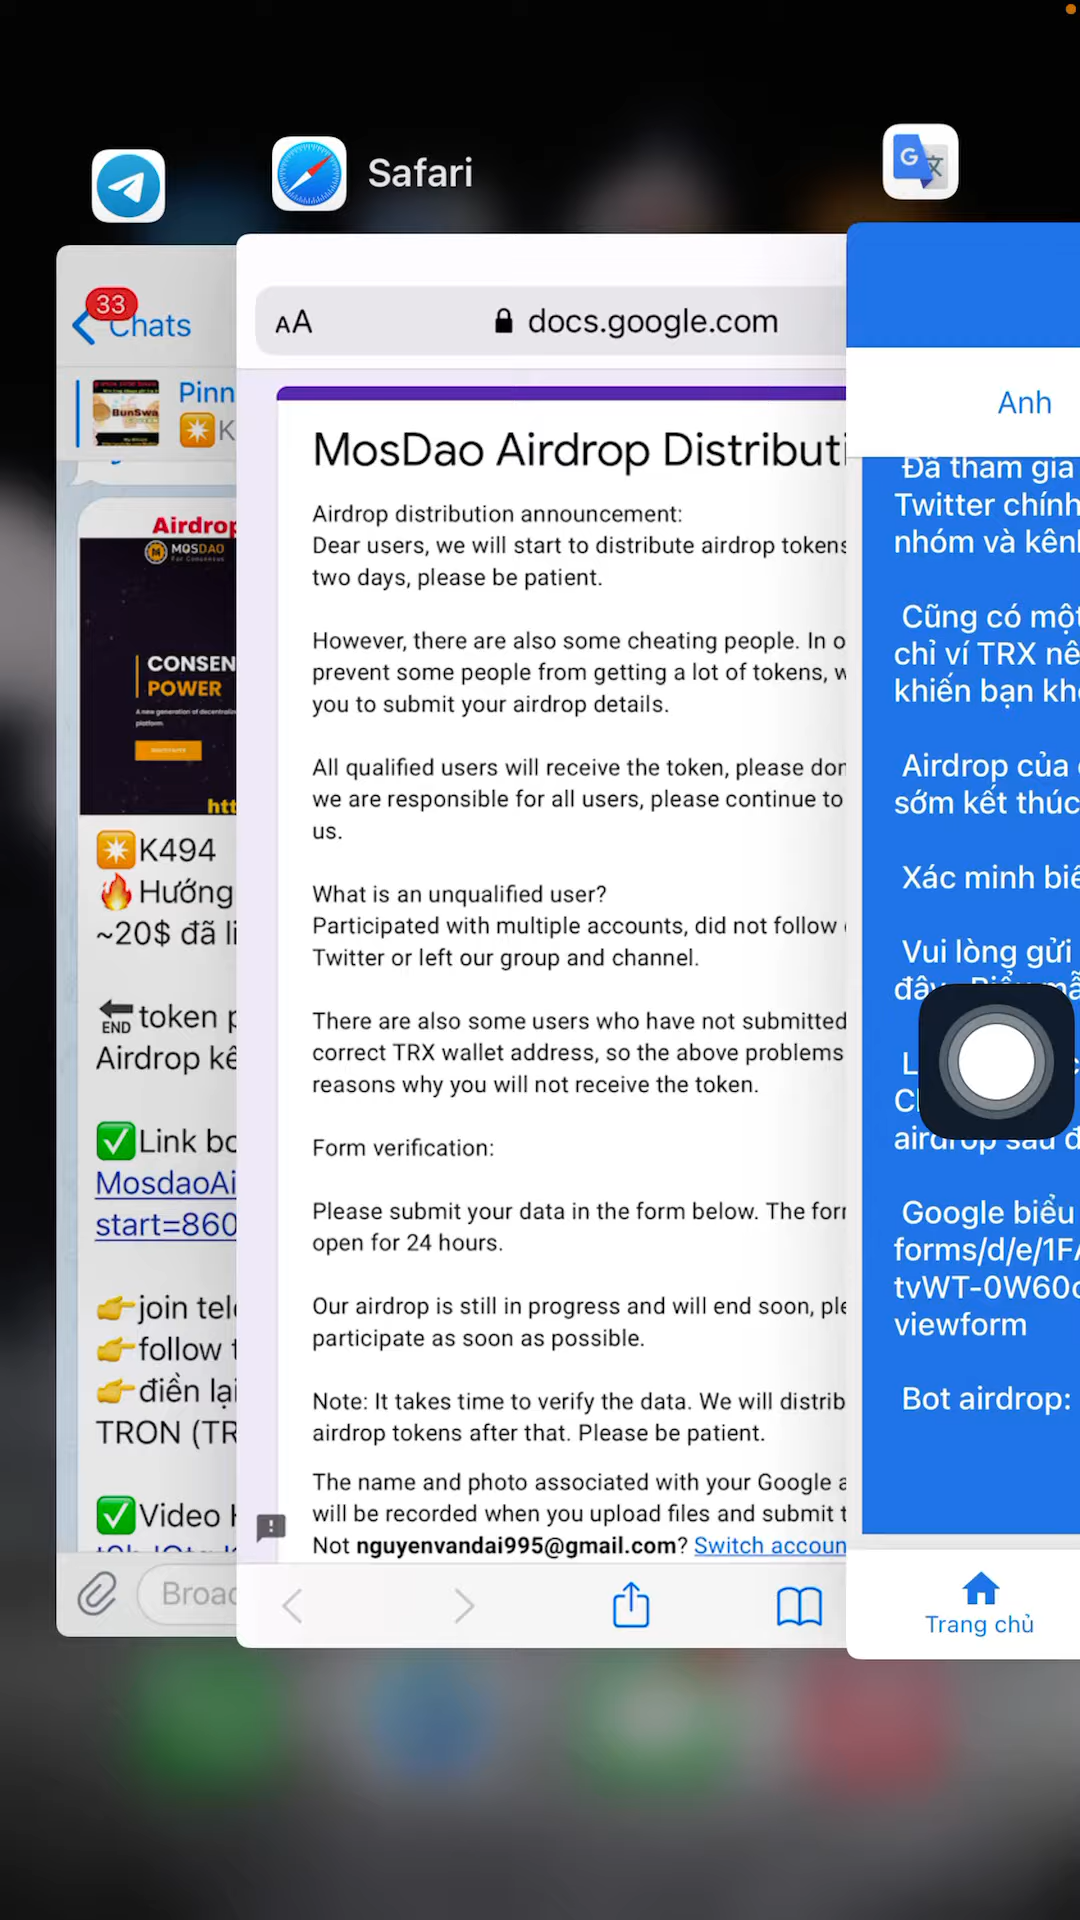 Safari
33
Chats
Pinn
BunSwa
K
Airdrop
MOSDAO
For Consensus
CONSEN
POWER
A new generation of decentraliz
platform
htt
K494
Hướng
~20$ đã li
END token p
Airdrop kê
Link bo
MosdaoAi
start=860
join tele
follow t
điền lại
TRON (TR
Video H
Broad
AA
docs.google.com
MosDao Airdrop Distributi
Airdrop distribution announcement:
Dear users, we will start to distribute airdrop tokens
two days, please be patient.
However, there are also some cheating people. In o
prevent some people from getting a lot of tokens, w
you to submit your airdrop details.
All qualified users will receive the token, please don
we are responsible for all users, please continue to
us.
What is an unqualified user?
Participated with multiple accounts, did not follow
Twitter or left our group and channel.
There are also some users who have not submitted
correct TRX wallet address, so the above problems
reasons why you will not receive the token.
Form verification:
Please submit your data in the form below. The for
open for 24 hours.
Our airdrop is still in progress and will end soon, ple
participate as soon as possible.
Note: It takes time to verify the data. We will distrib
airdrop tokens after that. Please be patient.
The name and photo associated with your Google a
will be recorded when you upload files and submit t
Not nguyenvandai995@gmail.com? Switch accoun
Anh
Đã tham gia
Twitter chính
nhóm và kênh
Cũng có một
chỉ ví TRX nê
khiến bạn kh
Airdrop của
sớm kết thúc
Xác minh biể
Vui lòng gửi
airdrop sau đ
Google biểu
forms/d/e/1FA
tvWT-0W60c
viewform
Bot airdrop:
Trang chủ